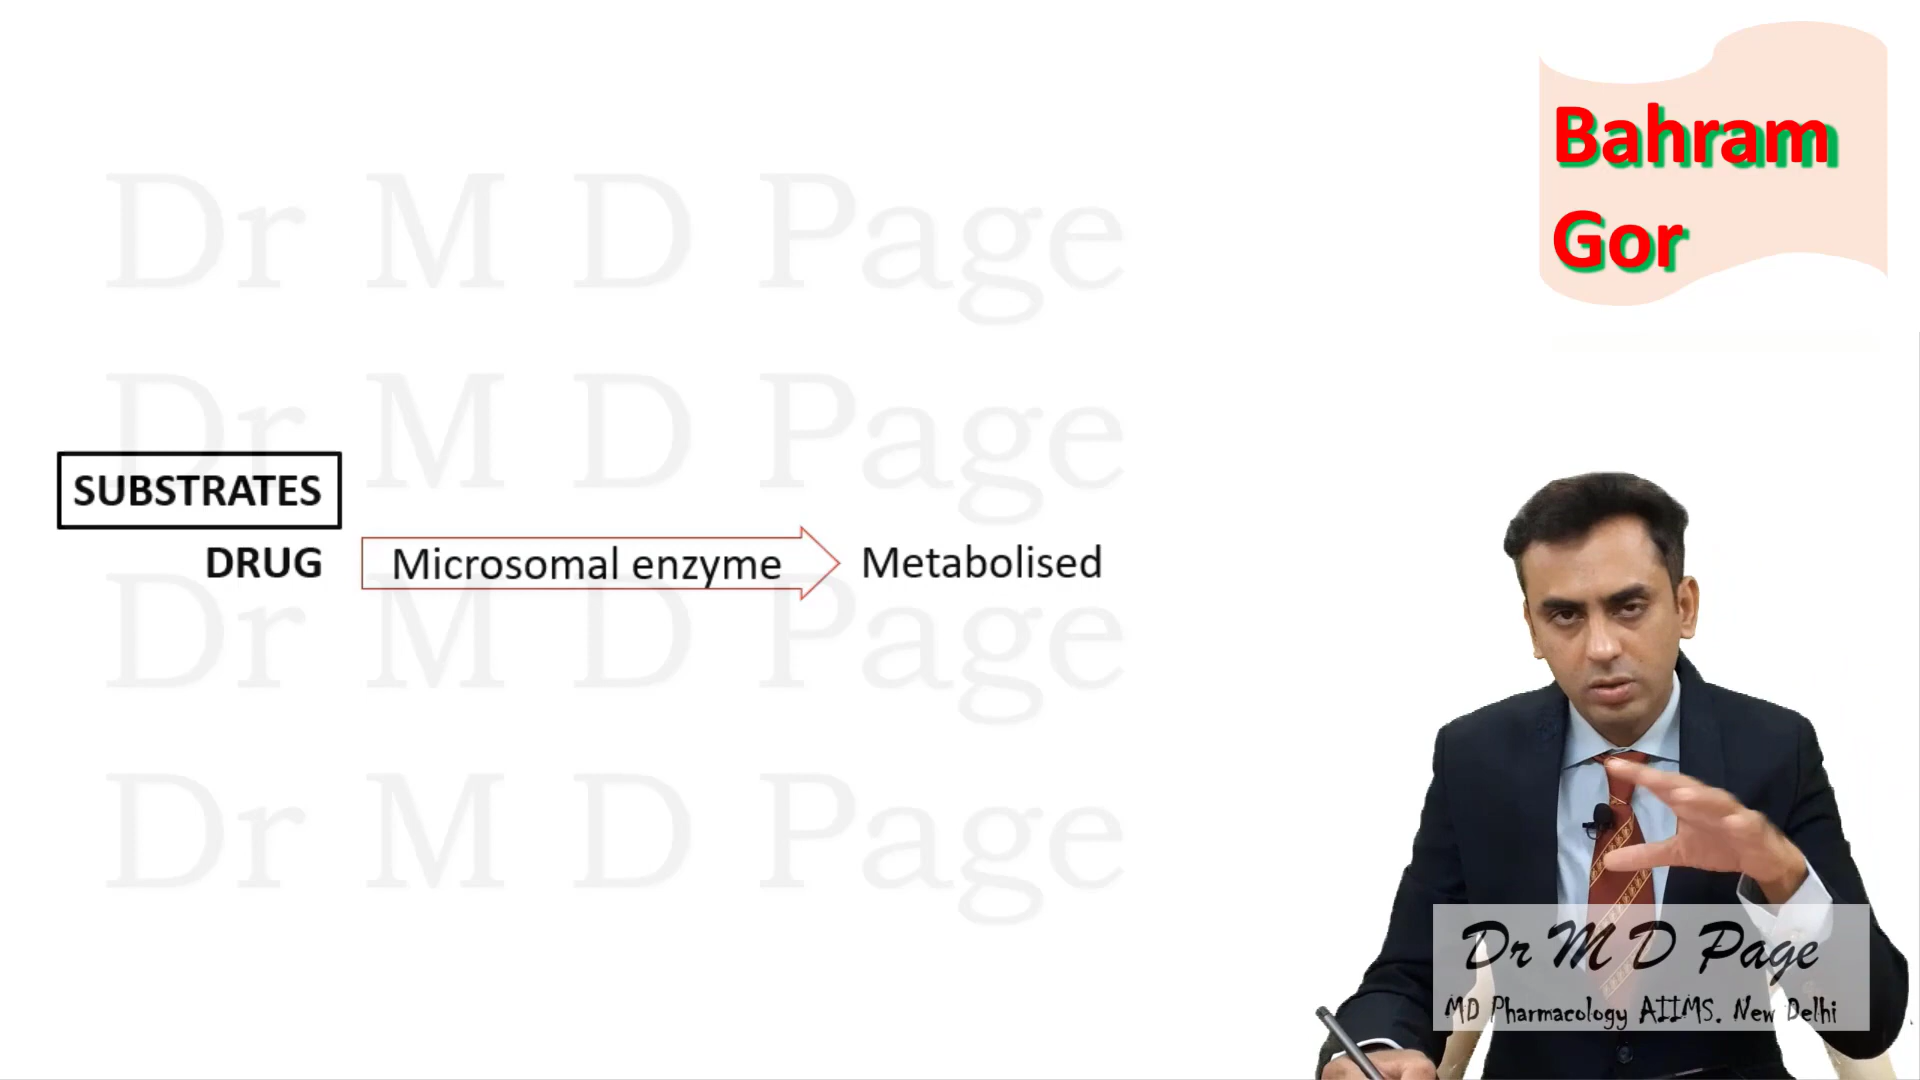 Bahram
Gor
Dr M D Page
Dr M D Page
SUBSTRATES
DRUG
Microsomal enzyme
Metabolised
Dr M D Page
Dr M D Page
Dr M D Page
MD Pharmacology AIIMS. New Delhi